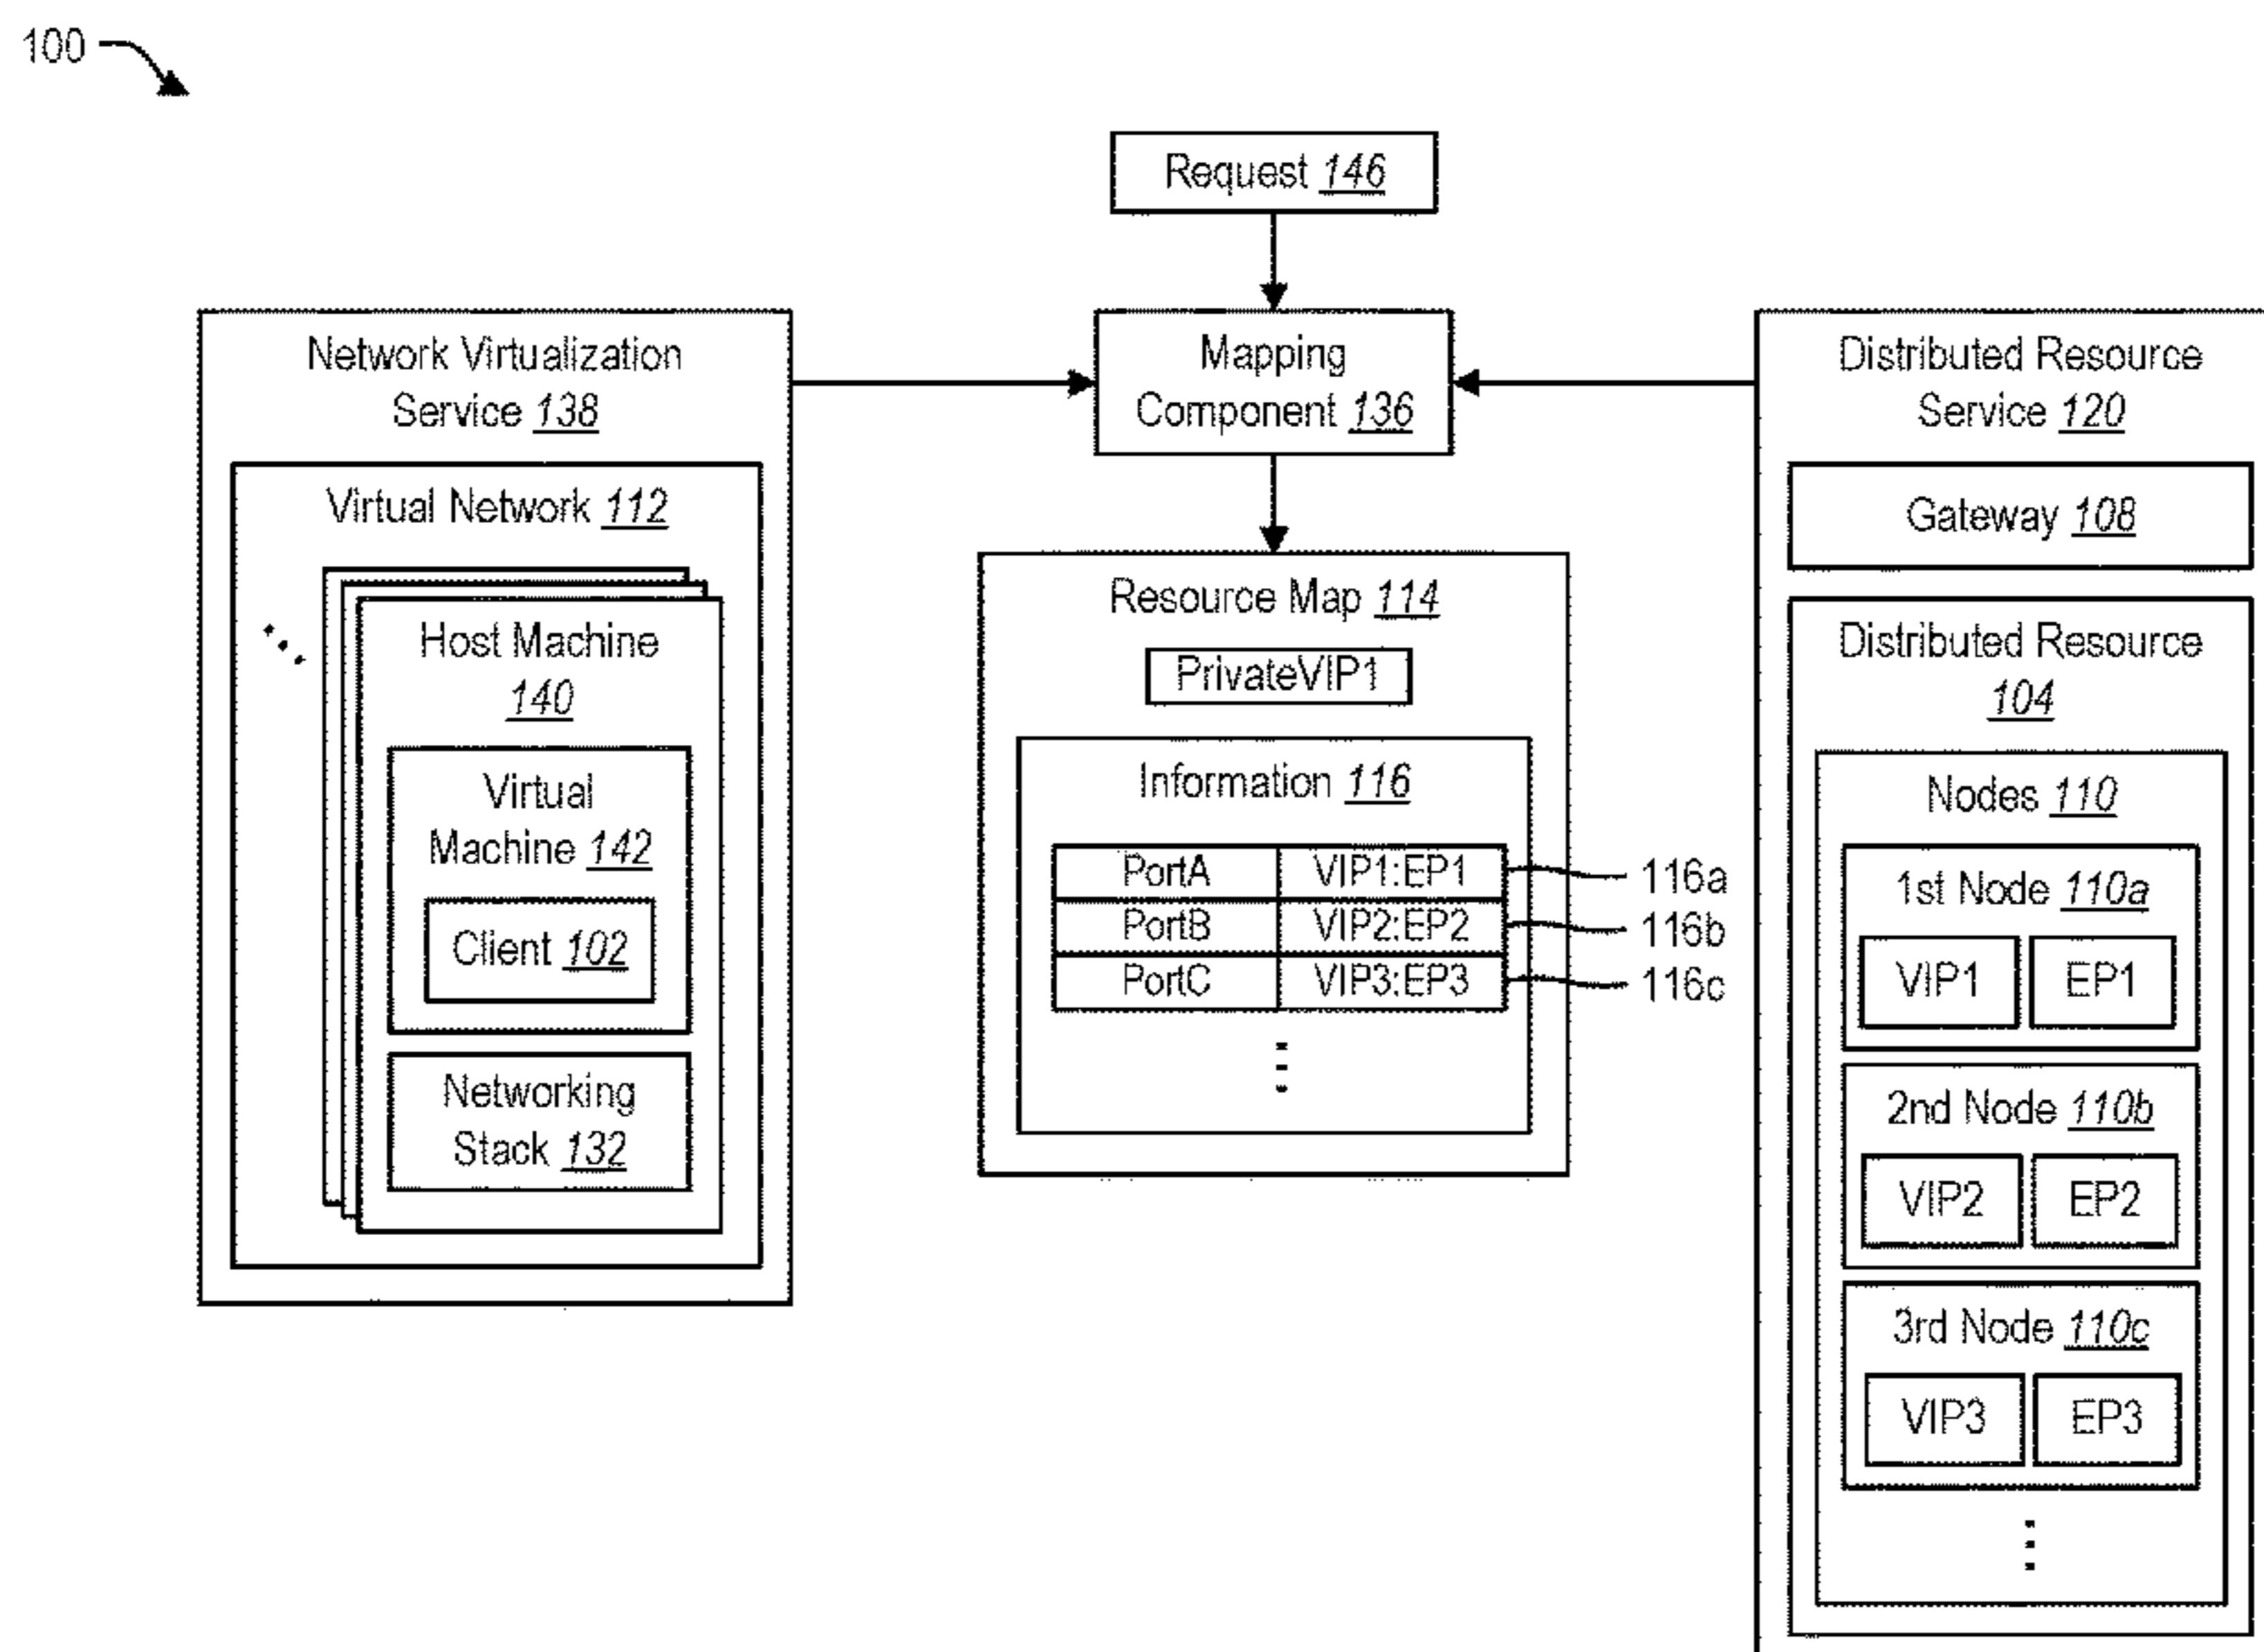 100
Request 146
Network Virtualization
Service 138
Virtual Network 112
Host Machine
140
Virtual
Machine 142
Client 102
Networking
Stack 132
Mapping
Component 136
Resource Map 114
PrivateVIP1
Information 116
PortA VIP1:EP1 116a
PortB VIP2:EP2 116b
PortC VIP3:EP3 116c
Distributed Resource
Service 120
Gateway 108
Distributed Resource
104
Nodes 110
1st Node 110a
VIP1 EP1
2nd Node 110b
VIP2 EP2
3rd Node 110c
VIP3 EP3